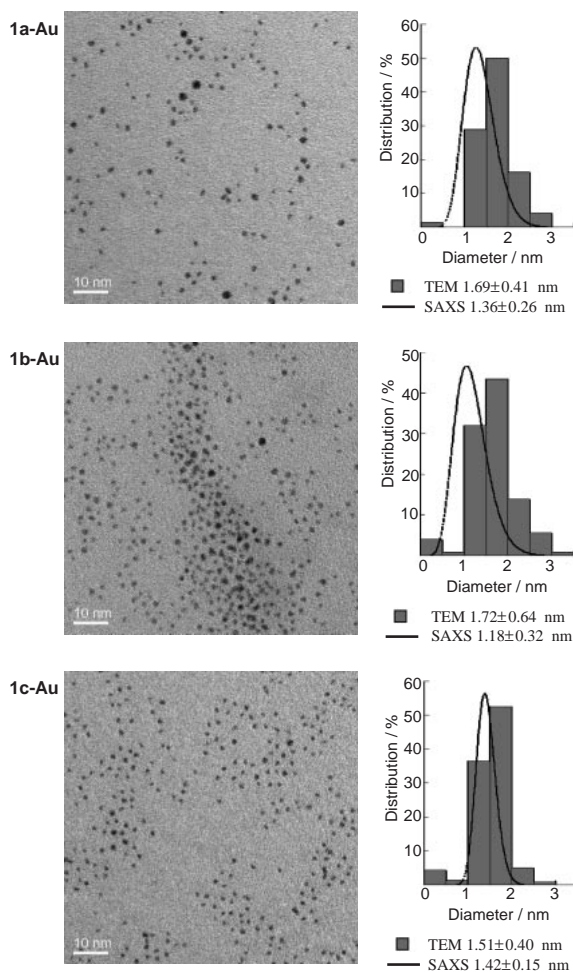 1a-Au
10 nm
Distribution / %
60
50
40
30
20
10
0 1 2 3
Diameter / nm
TEM 1.69±0.41 nm
SAXS 1.36±0.26 nm
1b-Au
10 nm
Distribution / %
50
40
30
20
10
0 1 2 3
Diameter / nm
TEM 1.72±0.64 nm
SAXS 1.18±0.32 nm
1c-Au
10 nm
Distribution / %
60
50
40
30
20
10
0 1 2 3
Diameter / nm
TEM 1.51±0.40 nm
SAXS 1.42±0.15 nm